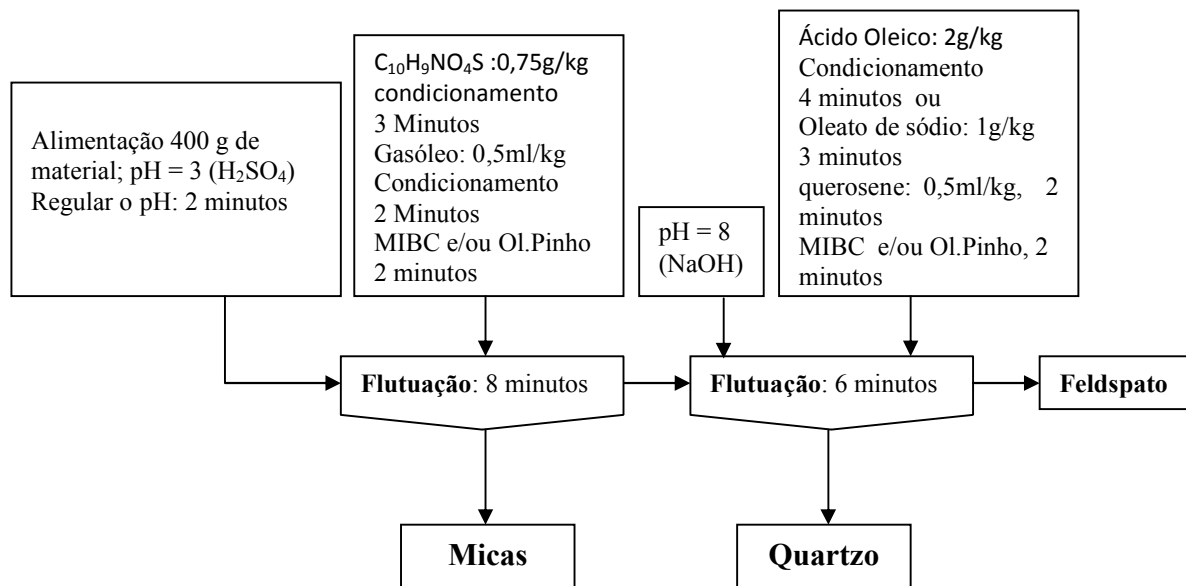 Alimentação 400 g de
material; pH = 3 (H₂SO₄)
Regular o pH: 2 minutos
C₁₀H₉NO₄S :0,75g/kg
condicionamento
3 Minutos
Gasóleo: 0,5ml/kg
Condicionamento
2 Minutos
MIBC e/ou Ol.Pinho
2 minutos
pH = 8
(NaOH)
Ácido Oleico: 2g/kg
Condicionamento
4 minutos ou
Oleato de sódio: 1g/kg
3 minutos
querosene: 0,5ml/kg, 2
minutos
MIBC e/ou Ol.Pinho, 2
minutos
Flutuação: 8 minutos
Flutuação: 6 minutos
Feldspato
Micas
Quartzo